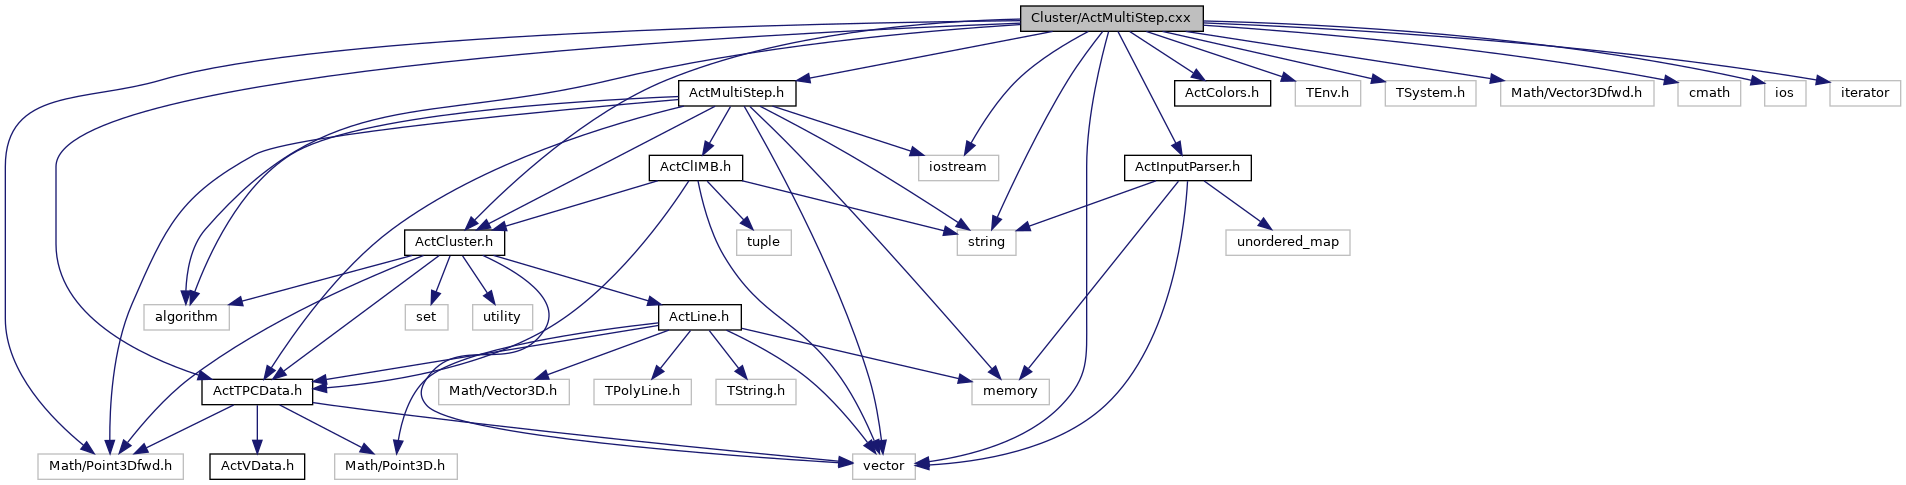 Cluster/ActMultiStep.cxx
ActMultiStep.h
ActColors.h
TEnv.h
TSystem.h
Math/Vector3Dfwd.h
cmath
ios
iterator
ActClIMB.h
iostream
ActInputParser.h
ActCluster.h
tuple
string
unordered_map
algorithm
set
utility
ActLine.h
ActTPCData.h
Math/Vector3D.h
TPolyLine.h
TString.h
memory
Math/Point3Dfwd.h
ActVData.h
Math/Point3D.h
vector